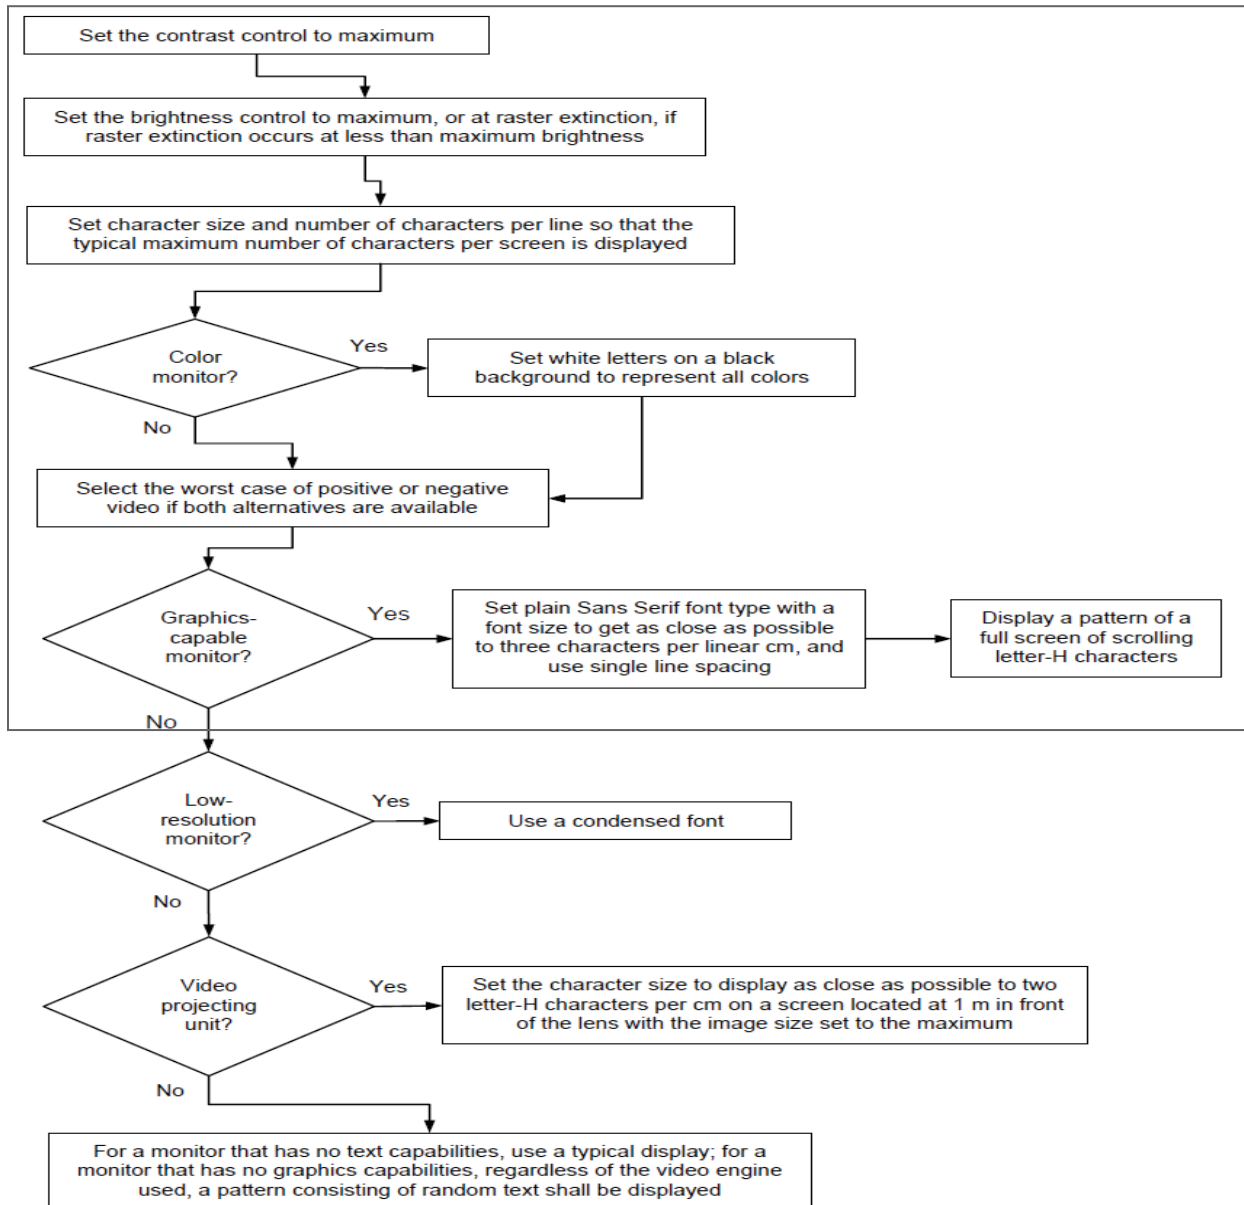 Set the contrast control to maximum
Set the brightness control to maximum, or at raster extinction, if
raster extinction occurs at less than maximum brightness
Set character size and number of characters per line so that the
typical maximum number of characters per screen is displayed
Color
monitor?
Yes
Set white letters on a black
background to represent all colors
No
Select the worst case of positive or negative
video if both alternatives are available
Graphics-
capable
monitor?
Yes
Set plain Sans Serif font type with a
font size to get as close as possible
to three characters per linear cm, and
use single line spacing
Display a pattern of a
full screen of scrolling
letter-H characters
No
Low-
resolution
monitor?
Yes
Use a condensed font
No
Video
projecting
unit?
Yes
Set the character size to display as close as possible to two
letter-H characters per cm on a screen located at 1 m in front
of the lens with the image size set to the maximum
No
For a monitor that has no text capabilities, use a typical display; for a
monitor that has no graphics capabilities, regardless of the video engine
used, a pattern consisting of random text shall be displayed